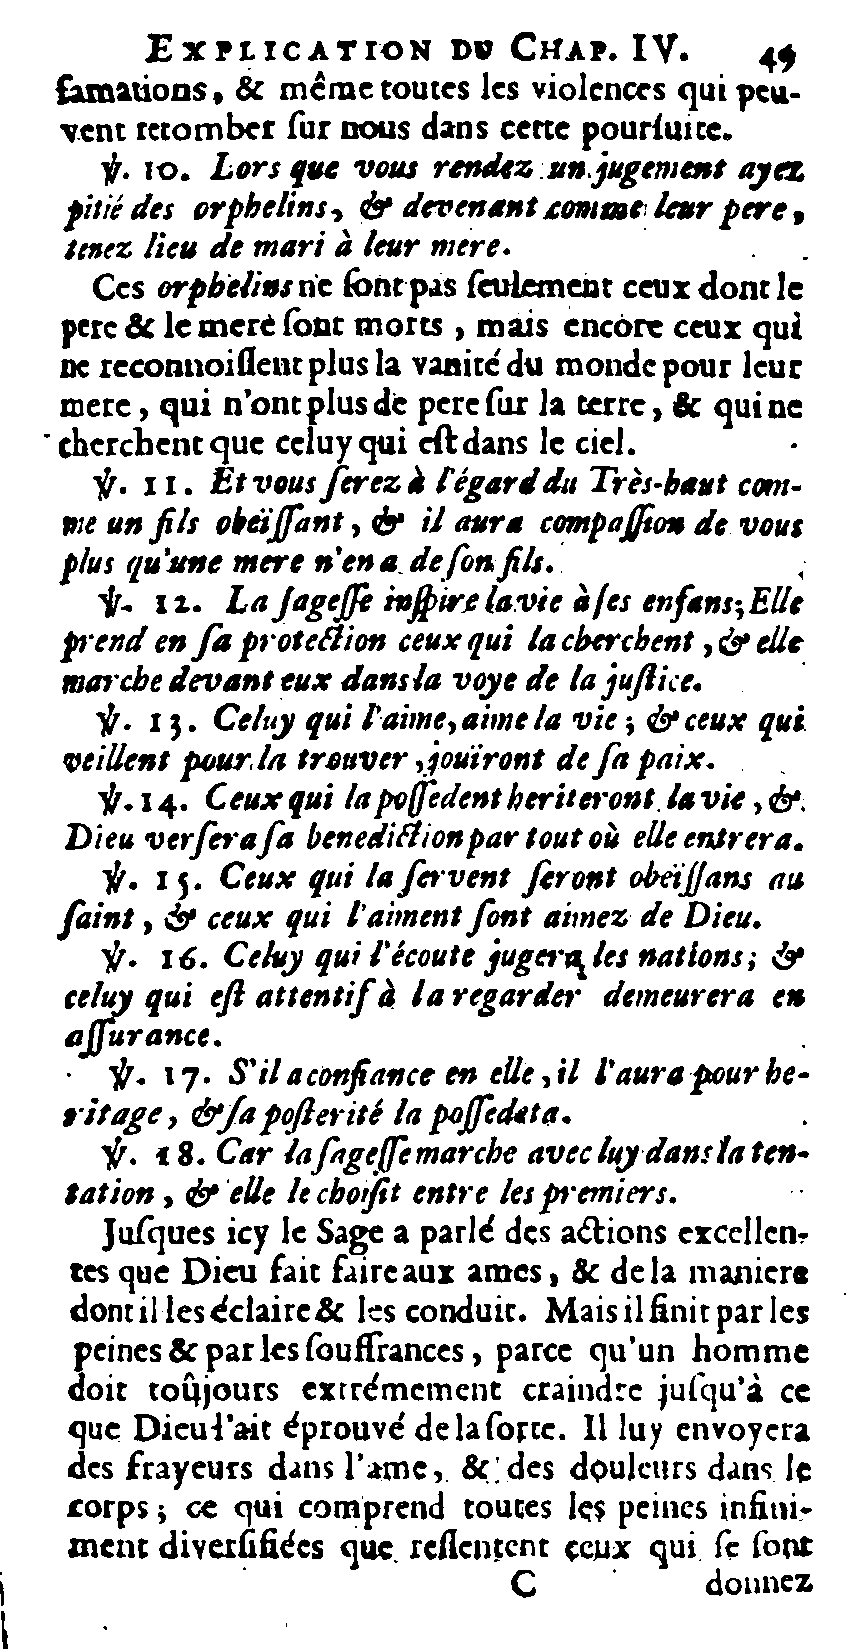 EXPLICATION DU CHAP. IV. 49
famations, & même toutes les violences qui peu-
vent retomber ſur nous dans cette pourſuite.
℣. 10. Lors que vous rendez un jugement ayez
pitié des orphelins, & devenant comme leur pere,
tenez lieu de mari à leur mere.
Ces orphelins ne ſont pas ſeulement ceux dont le
pere & le mere ſont morts, mais encore ceux qui
ne reconnoiſſent plus la vanité du monde pour leur
mere, qui n'ont plus de pere ſur la terre, & qui ne
cherchent que celuy qui eſt dans le ciel.
℣. 11. Et vous ſerez à l'égard du Très-haut com-
me un fils obeïſſant, & il aura compaſſion de vous
plus qu'une mere n'en a de ſon fils.
℣. 12. La ſageſſe inſpire la vie à ſes enfans; Elle
prend en ſa protection ceux qui la cherchent, & elle
marche devant eux dans la voye de la juſtice.
℣. 13. Celuy qui l'aime, aime la vie; & ceux qui
veillent pour la trouver, jouïront de ſa paix.
℣. 14. Ceux qui la poſſedent heriteront la vie, &
Dieu verſera ſa benediction par tout où elle entrera.
℣. 15. Ceux qui la ſervent ſeront obeïſſans au
ſaint, & ceux qui l'aiment ſont aimez de Dieu.
℣. 16. Celuy qui l'écoute jugera les nations; &
celuy qui eſt attentif à la regarder demeurera en
aſſurance.
℣. 17. S'il a confiance en elle, il l'aura pour he-
ritage, & ſa poſterité la poſſedera.
℣. 18. Car la ſageſſe marche avec luy dans la ten-
tation, & elle le choiſit entre les premiers.
Juſques icy le Sage a parlé des actions excellen-
tes que Dieu fait faire aux ames, & de la maniere
dont il les éclaire & les conduit. Mais il finit par les
peines & par les ſouffrances, parce qu'un homme
doit toûjours extrémement craindre juſqu'à ce
que Dieu l'ait éprouvé de la ſorte. Il luy envoyera
des frayeurs dans l'ame, & des douleurs dans le
corps; ce qui comprend toutes les peines infini-
ment diverſifiées que reſſentent ceux qui ſe ſont
C donnez